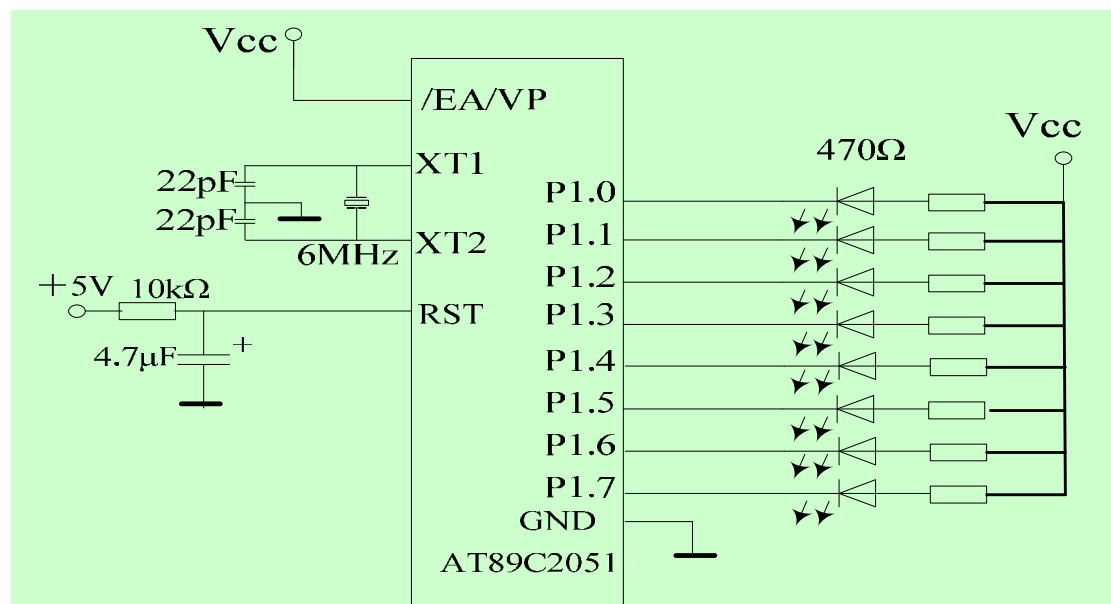 Vcc
/EA/VP
Vcc
470Ω
XT1
22pF
P1.0
22pF
P1.1
XT2
6MHz
P1.2
+5V
10kΩ
RST
P1.3
4.7μF
+
P1.4
P1.5
P1.6
P1.7
GND
AT89C2051